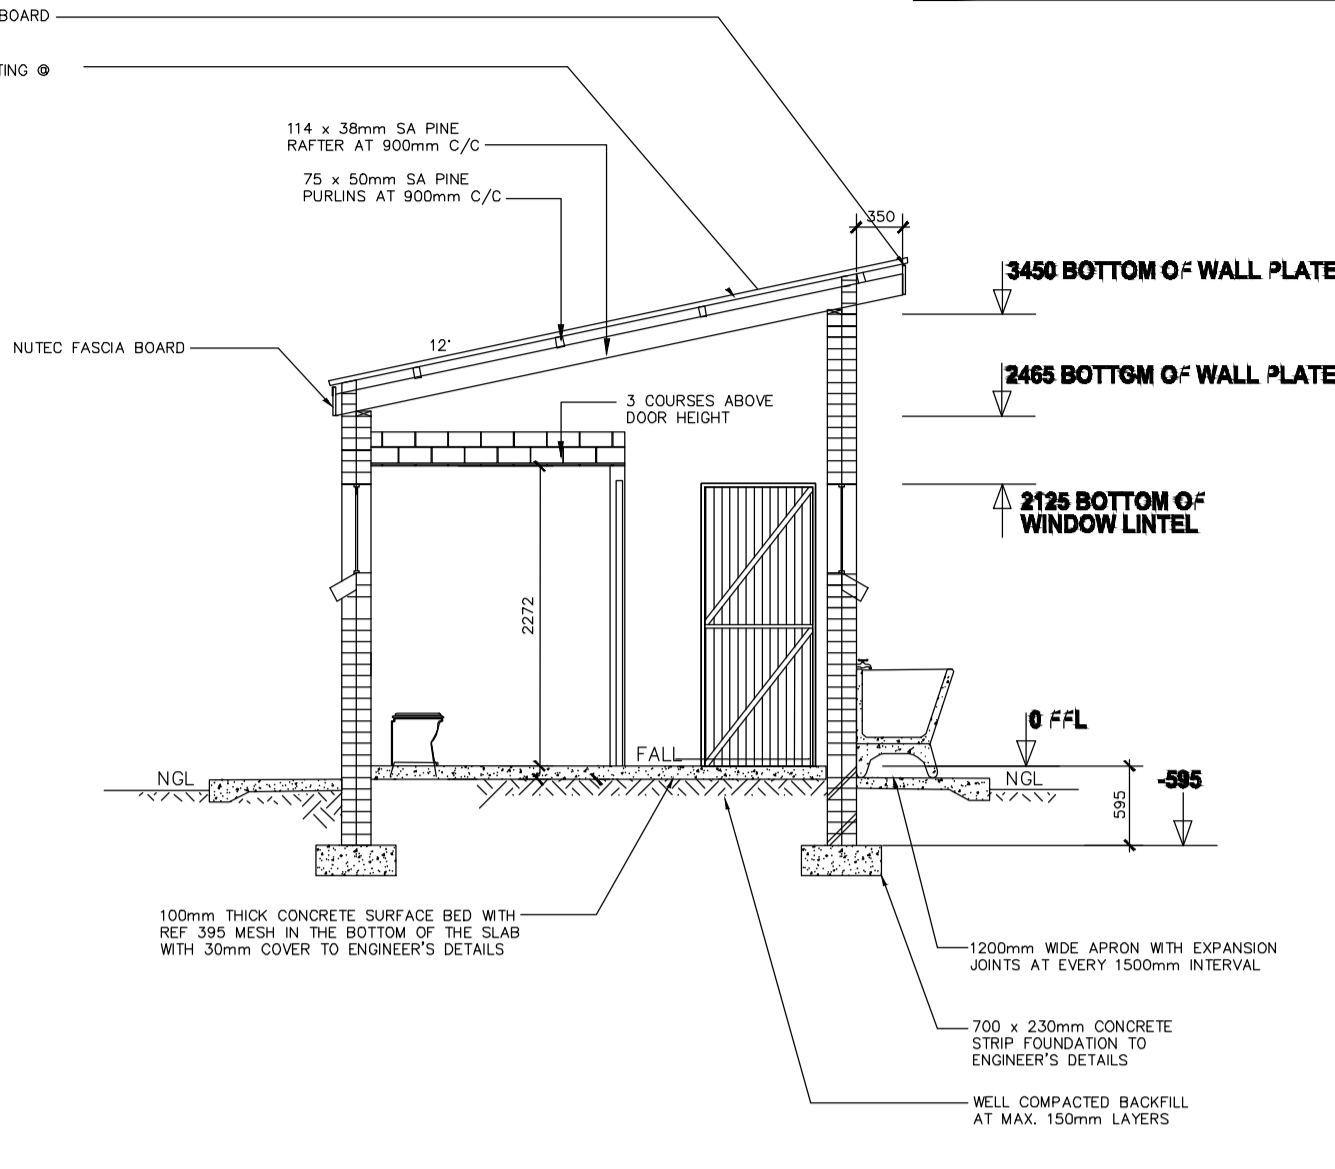 BOARD
TING @
114 x 38mm SA PINE
RAFTER AT 900mm C/C
75 x 50mm SA PINE
PURLINS AT 900mm C/C
350
3450 BOTTOM OF WALL PLATE
12°
NUTEC FASCIA BOARD
2465 BOTTOM OF WALL PLATE
3 COURSES ABOVE
DOOR HEIGHT
2125 BOTTOM OF
WINDOW LINTEL
2272
0 FFL
FALL
NGL
NGL
-595
595
100mm THICK CONCRETE SURFACE BED WITH
REF 395 MESH IN THE BOTTOM OF THE SLAB
WITH 30mm COVER TO ENGINEER'S DETAILS
1200mm WIDE APRON WITH EXPANSION
JOINTS AT EVERY 1500mm INTERVAL
700 x 230mm CONCRETE
STRIP FOUNDATION TO
ENGINEER'S DETAILS
WELL COMPACTED BACKFILL
AT MAX. 150mm LAYERS